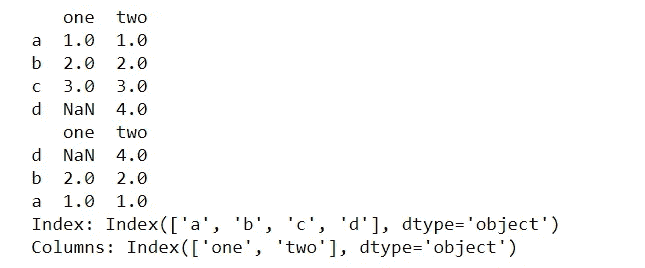 one  two
a  1.0  1.0
b  2.0  2.0
c  3.0  3.0
d  NaN  4.0
   one  two
d  NaN  4.0
b  2.0  2.0
a  1.0  1.0
Index: Index(['a', 'b', 'c', 'd'], dtype='object')
Columns: Index(['one', 'two'], dtype='object')